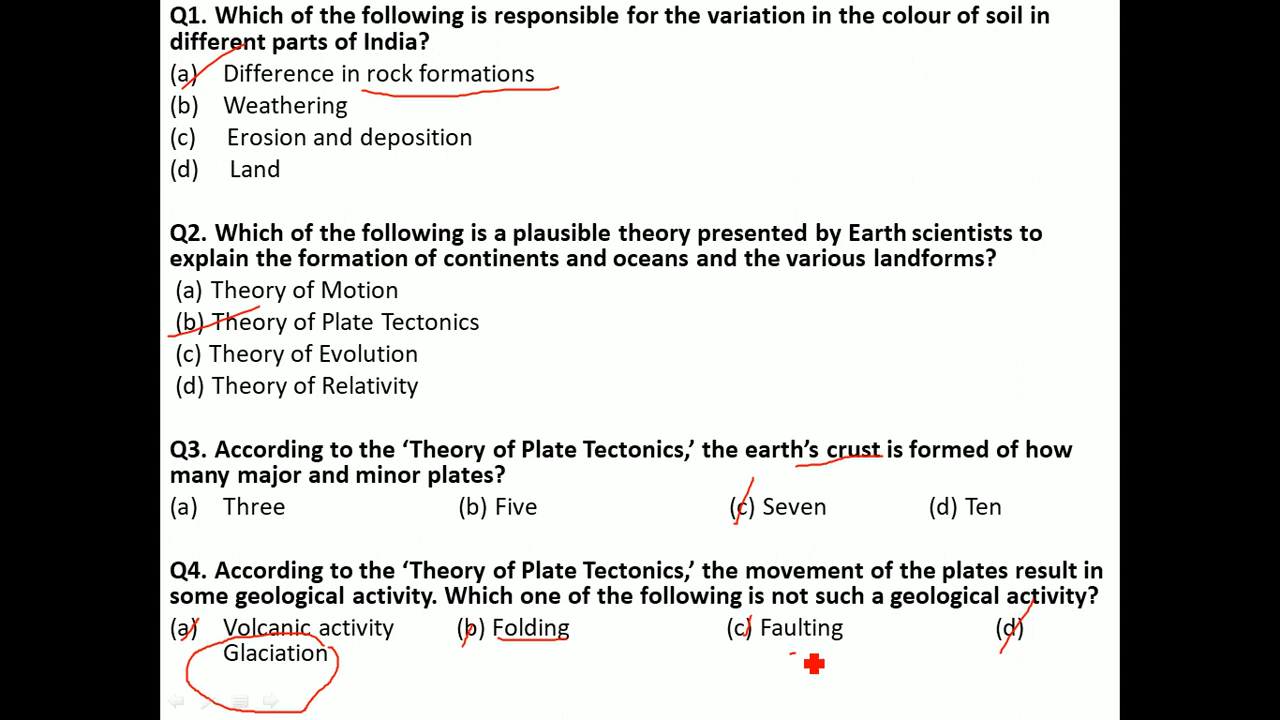 Q1. Which of the following is responsible for the variation in the colour of soil in
different parts of India?
(a) Difference in rock formations
(b) Weathering
(c) Erosion and deposition
(d) Land
Q2. Which of the following is a plausible theory presented by Earth scientists to
explain the formation of continents and oceans and the various landforms?
(a) Theory of Motion
(b) Theory of Plate Tectonics
(c) Theory of Evolution
(d) Theory of Relativity
Q3. According to the ‘Theory of Plate Tectonics,’ the earth’s crust is formed of how
many major and minor plates?
(a) Three (b) Five (c) Seven (d) Ten
Q4. According to the ‘Theory of Plate Tectonics,’ the movement of the plates result in
some geological activity. Which one of the following is not such a geological activity?
(a) Volcanic activity (b) Folding (c) Faulting (d)
Glaciation